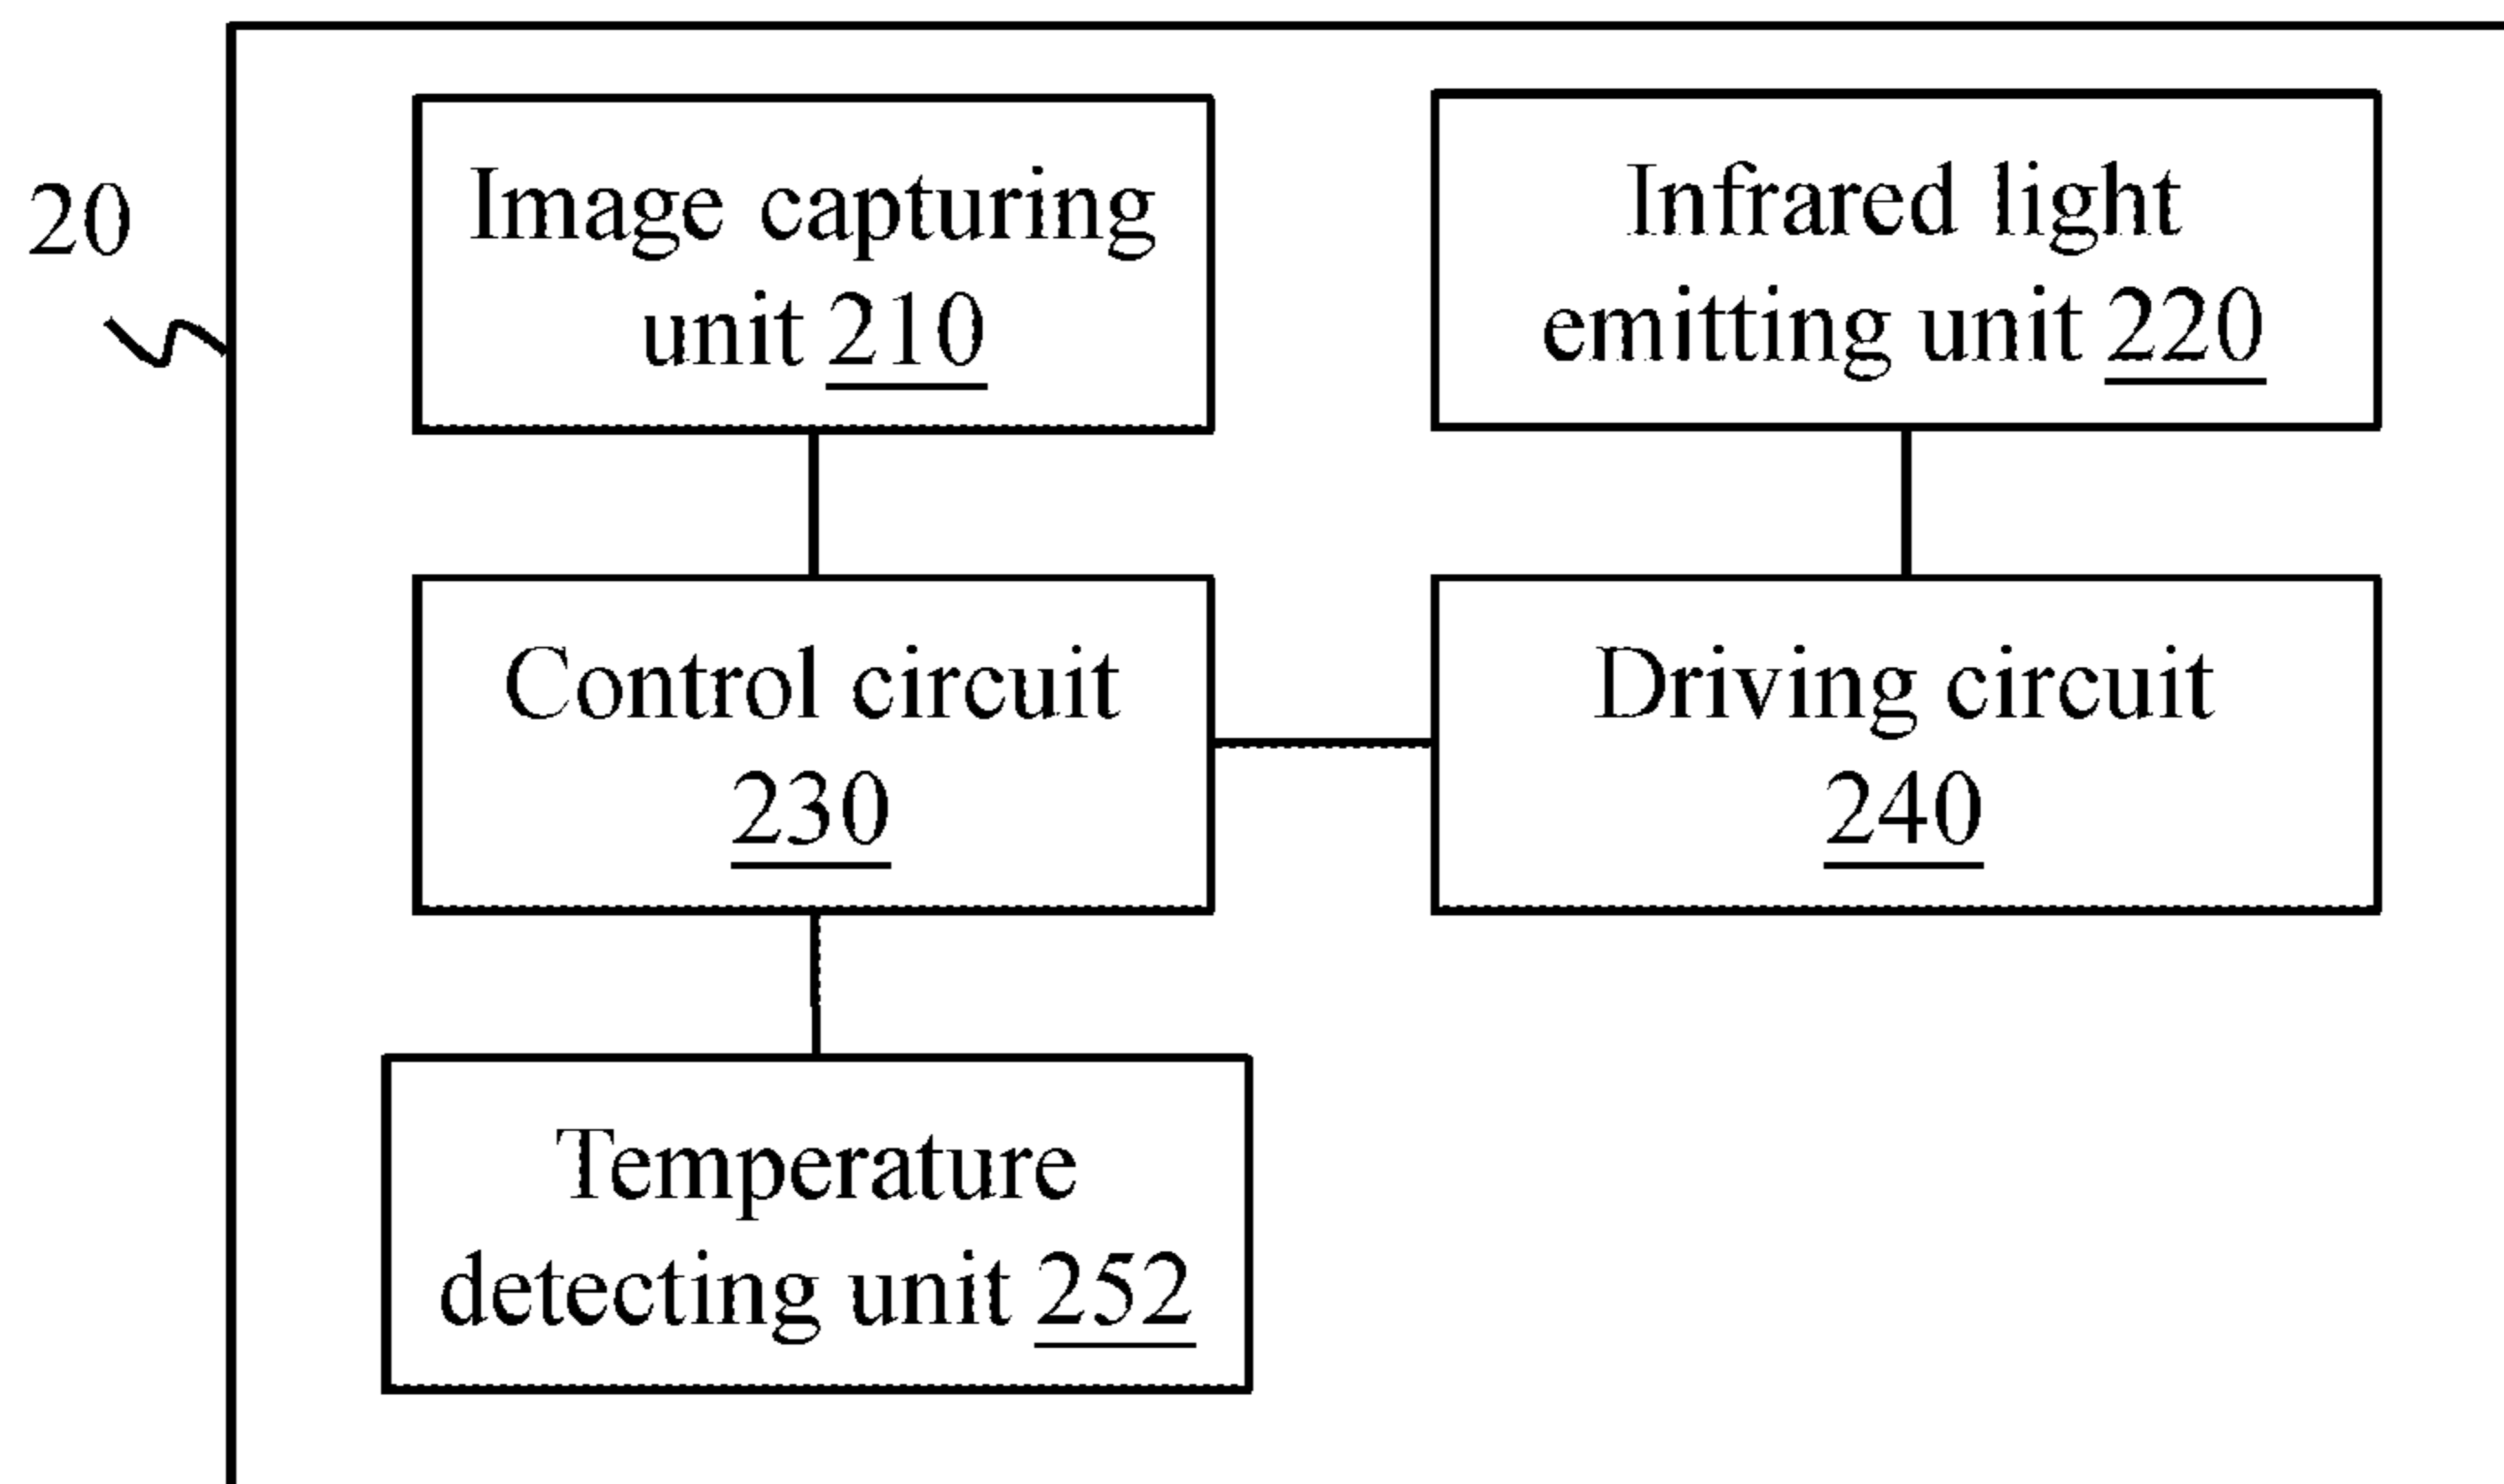 20
Image capturing
unit 210
Infrared light
emitting unit 220
Control circuit
230
Driving circuit
240
Temperature
detecting unit 252